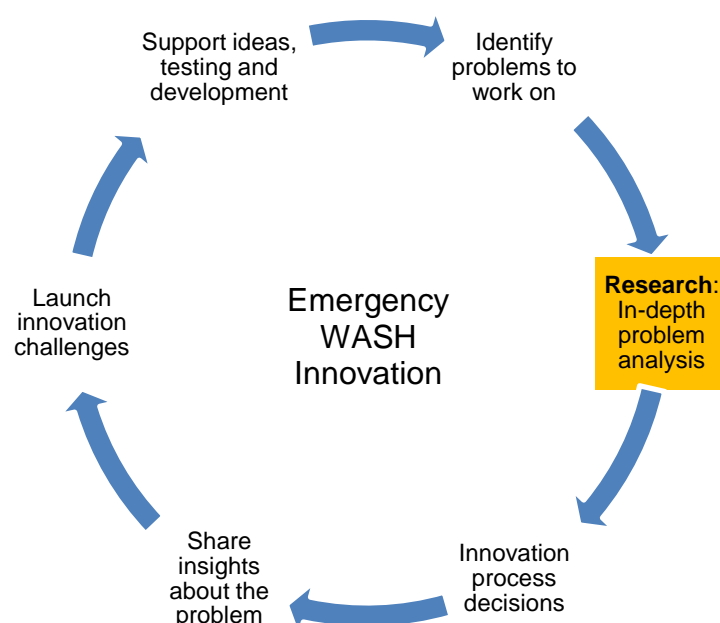 Support ideas,
testing and
development
Identify
problems to
work on
Research:
In-depth
problem
analysis
Innovation
process
decisions
Share
insights
about the
problem
Launch
innovation
challenges
Emergency
WASH
Innovation